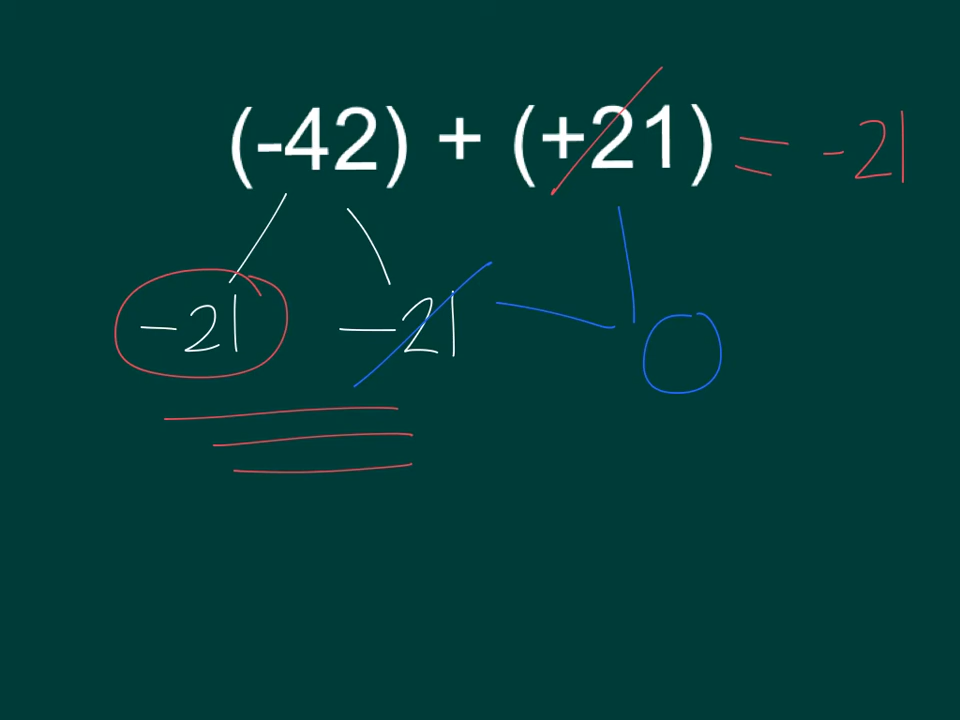 (-42) + (+21) = -21
-21 -21
0